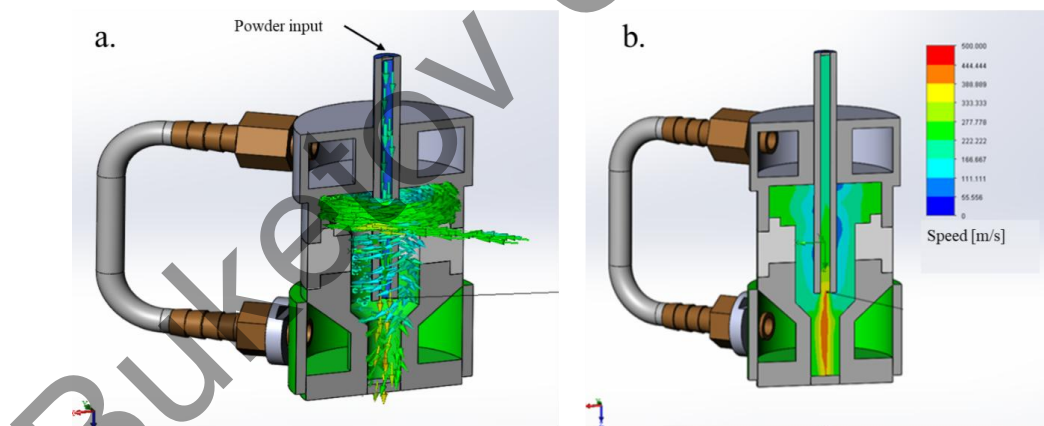 a.
Powder input
b.
500.000
444.444
388.889
333.333
277.778
222.222
166.667
111.111
55.556
0
Speed [m/s]
Buketov